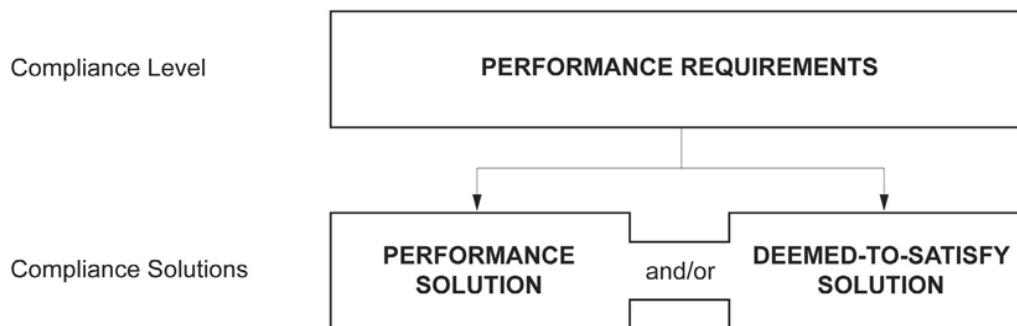 Compliance Level
PERFORMANCE REQUIREMENTS
Compliance Solutions
PERFORMANCE
SOLUTION
and/or
DEEMED-TO-SATISFY
SOLUTION